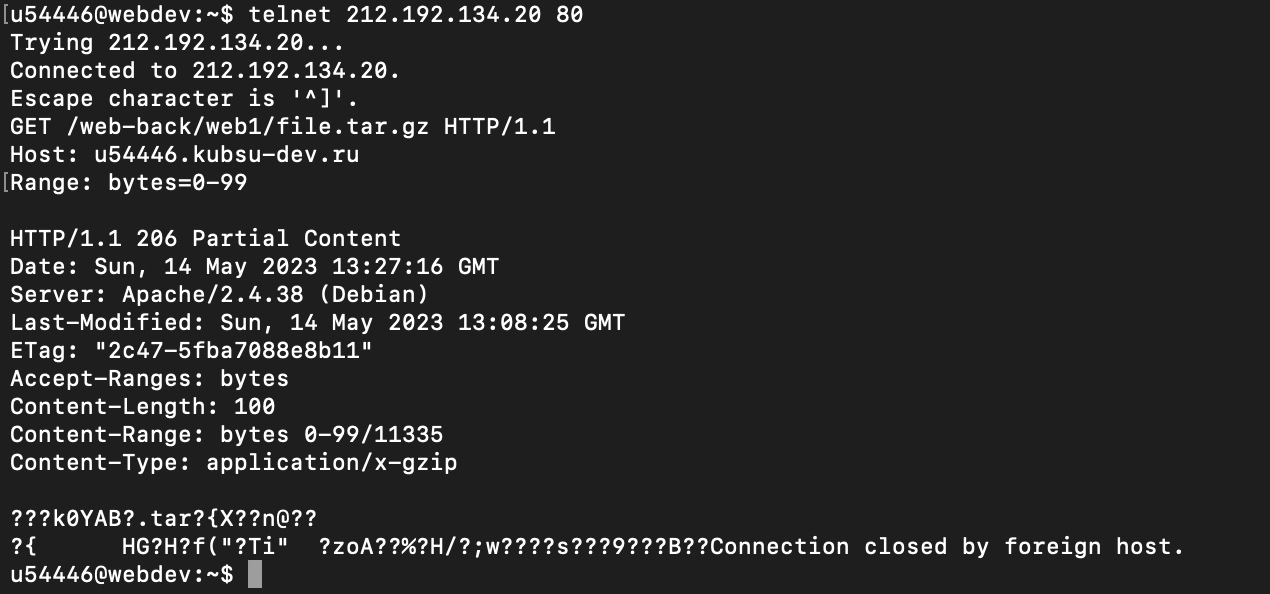 [u54446@webdev:~$ telnet 212.192.134.20 80
Trying 212.192.134.20...
Connected to 212.192.134.20.
Escape character is '^]'.
GET /web-back/web1/file.tar.gz HTTP/1.1
Host: u54446.kubsu-dev.ru
[Range: bytes=0-99
HTTP/1.1 206 Partial Content
Date: Sun, 14 May 2023 13:27:16 GMT
Server: Apache/2.4.38 (Debian)
Last-Modified: Sun, 14 May 2023 13:08:25 GMT
ETag: "2c47-5fba7088e8b11"
Accept-Ranges: bytes
Content-Length: 100
Content-Range: bytes 0-99/11335
Content-Type: application/x-gzip
???k0YAB?.tar?{X??n@??
?{      HG?H?f("?Ti"  ?zoA??%?H/?;w????s???9???B??Connection closed by foreign host.
u54446@webdev:~$